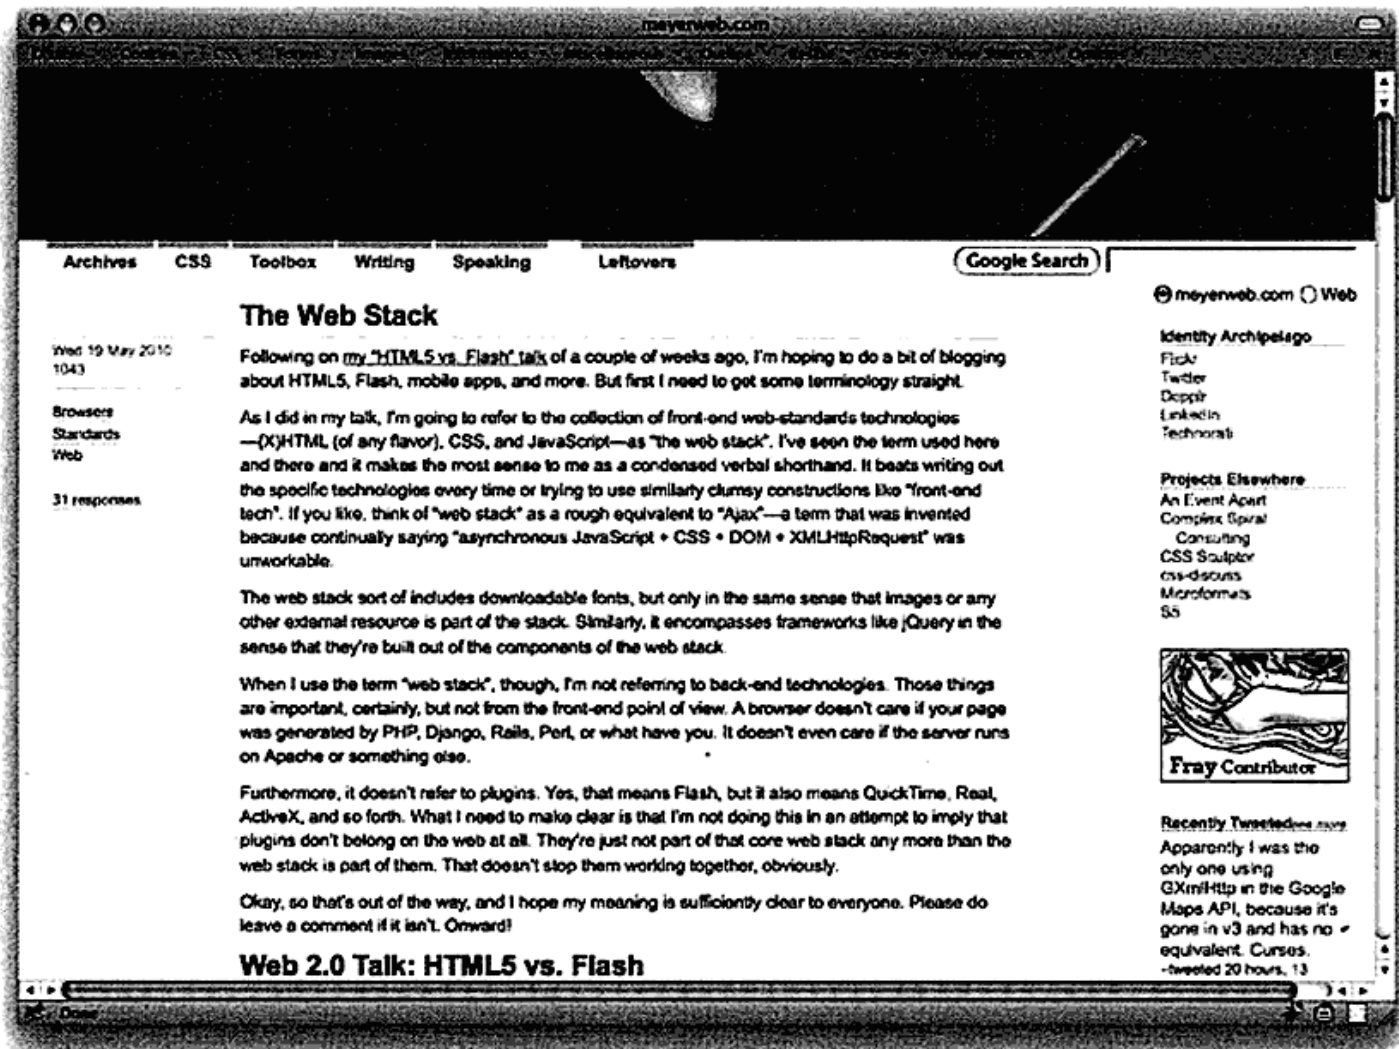 meyerweb.com
Archives CSS Toolbox Writing Speaking Leftovers
Google Search
meyerweb.com Web
The Web Stack
Wed 19 May 2010
1043
Browsers
Standards
Web
31 responses
Following on my "HTML5 vs. Flash" talk of a couple of weeks ago, I'm hoping to do a bit of blogging
about HTML5, Flash, mobile apps, and more. But first I need to get some terminology straight.
As I did in my talk, I'm going to refer to the collection of front-end web-standards technologies
—(X)HTML (of any flavor), CSS, and JavaScript—as "the web stack". I've seen the term used here
and there and it makes the most sense to me as a condensed verbal shorthand. It beats writing out
the specific technologies every time or trying to use similarly clumsy constructions like "front-end
tech". If you like, think of "web stack" as a rough equivalent to "Ajax"—a term that was invented
because continually saying "asynchronous JavaScript + CSS + DOM + XMLHttpRequest" was
unworkable.
The web stack sort of includes downloadable fonts, but only in the same sense that images or any
other external resource is part of the stack. Similarly, it encompasses frameworks like jQuery in the
sense that they're built out of the components of the web stack.
When I use the term "web stack", though, I'm not referring to back-end technologies. Those things
are important, certainly, but not from the front-end point of view. A browser doesn't care if your page
was generated by PHP, Django, Rails, Perl, or what have you. It doesn't even care if the server runs
on Apache or something else.
Furthermore, it doesn't refer to plugins. Yes, that means Flash, but it also means QuickTime, Real,
ActiveX, and so forth. What I need to make clear is that I'm not doing this in an attempt to imply that
plugins don't belong on the web at all. They're just not part of that core web stack any more than the
web stack is part of them. That doesn't stop them working together, obviously.
Okay, so that's out of the way, and I hope my meaning is sufficiently clear to everyone. Please do
leave a comment if it isn't. Onward!
Web 2.0 Talk: HTML5 vs. Flash
Identity Archipelago
Flickr
Twitter
Dopplr
LinkedIn
Technorati
Projects Elsewhere
An Event Apart
Complex Spiral
Consulting
CSS Sculptor
css-discuss
Microformats
S5
Fray Contributor
Recently Tweeted see more
Apparently I was the
only one using
GXmlHttp in the Google
Maps API, because it's
gone in v3 and has no
equivalent. Curses.
–tweeted 20 hours, 13
Done